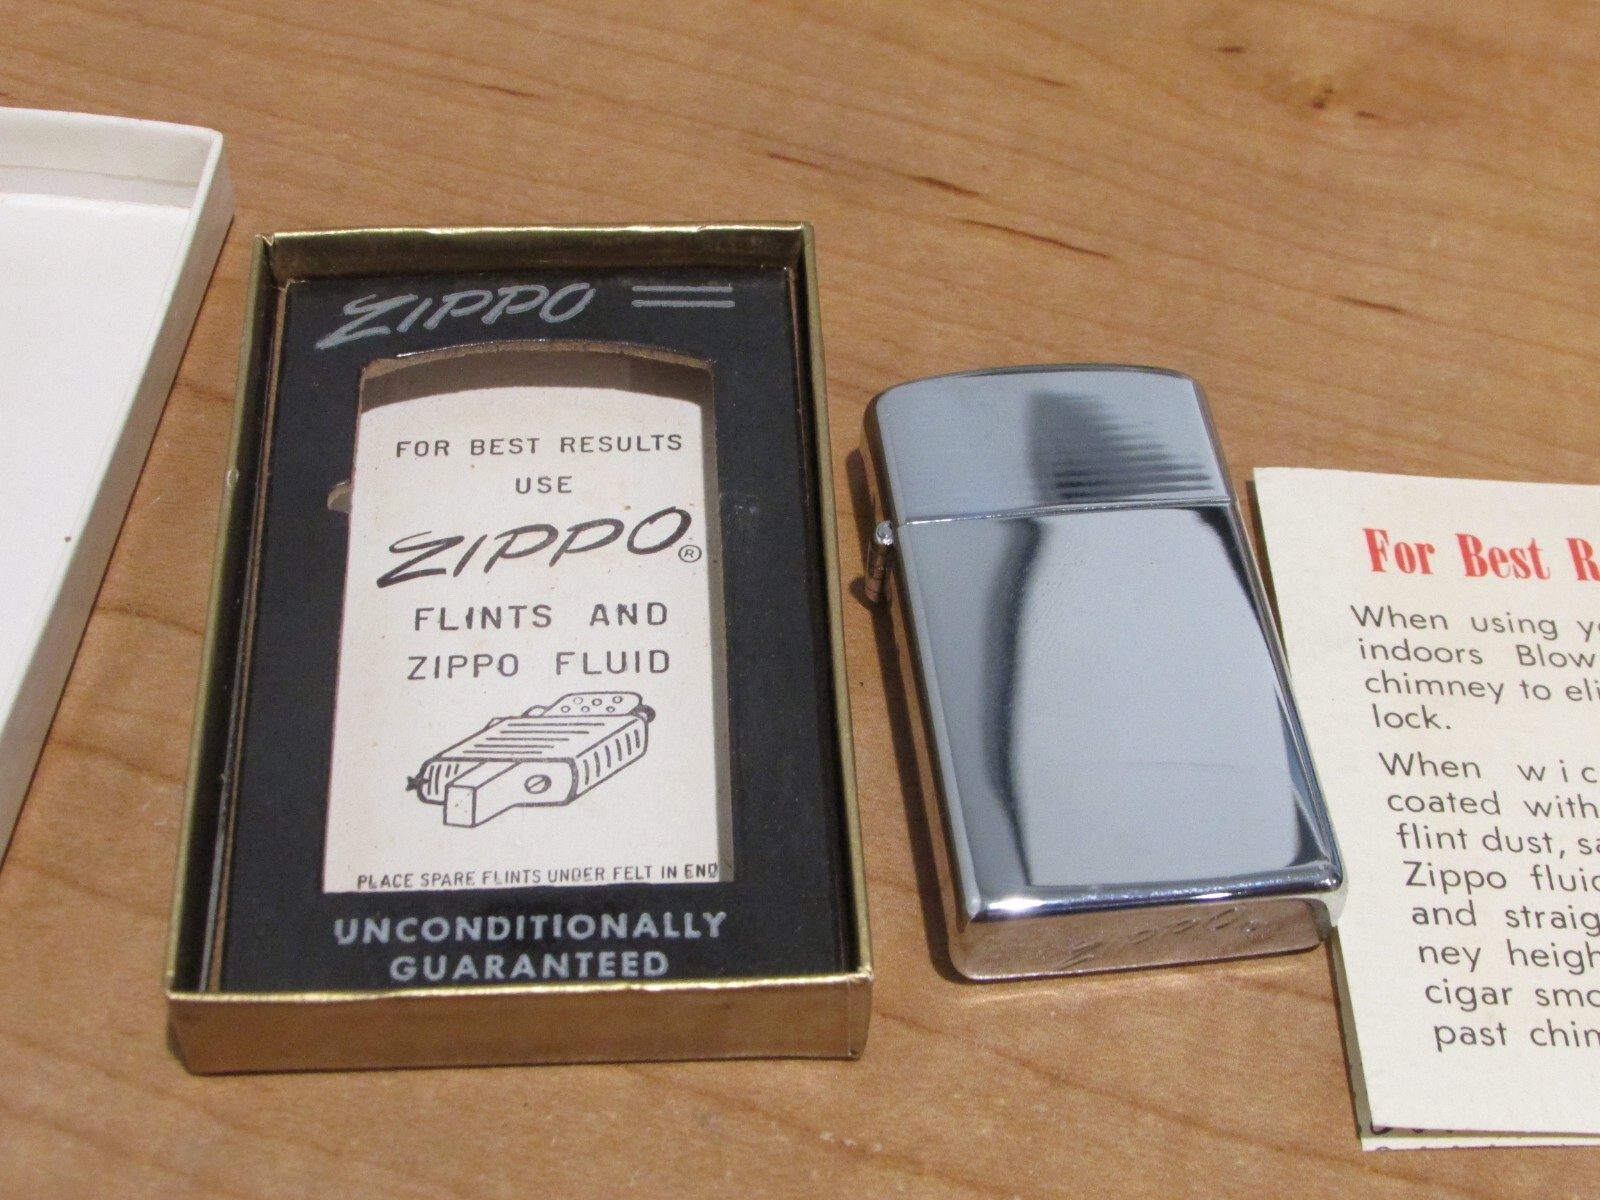 ZIPPO
FOR BEST RESULTS
USE
ZIPPO®
FLINTS AND
ZIPPO FLUID
PLACE SPARE FLINTS UNDER FELT IN END
UNCONDITIONALLY
GUARANTEED
Zippo
For Best R
When using y
indoors Blow
chimney to eli
lock.
When wic
coated with
flint dust, sa
Zippo fluid
and straig
ney heigh
cigar smo
past chim